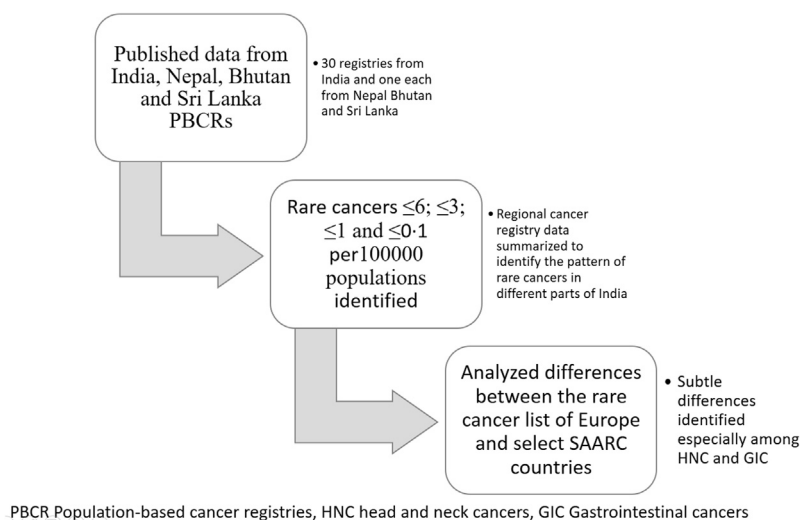 Published data from
India, Nepal, Bhutan
and Sri Lanka
PBCRs
• 30 registries from
India and one each
from Nepal Bhutan
and Sri Lanka
Rare cancers ≤6; ≤3;
≤1 and ≤0·1
per100000
populations
identified
• Regional cancer
registry data
summarized to
identify the pattern of
rare cancers in
different parts of India
Analyzed differences
between the rare
cancer list of Europe
and select SAARC
countries
• Subtle
differences
identified
especially among
HNC and GIC
PBCR Population-based cancer registries, HNC head and neck cancers, GIC Gastrointestinal cancers